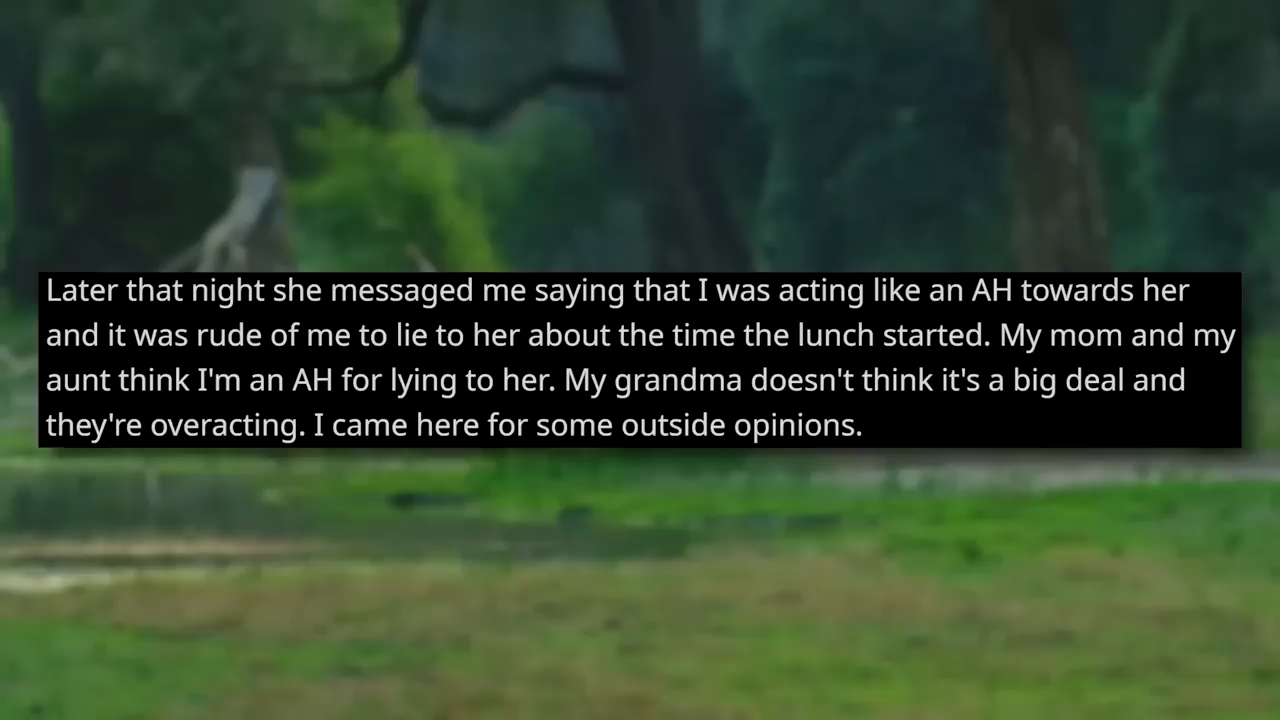 Later that night she messaged me saying that I was acting like an AH towards her
and it was rude of me to lie to her about the time the lunch started. My mom and my
aunt think I'm an AH for lying to her. My grandma doesn't think it's a big deal and
they're overacting. I came here for some outside opinions.